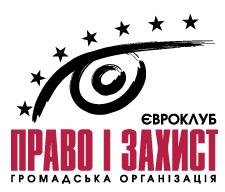 ЄВРОКЛУБ
ПРАВО І ЗАХИСТ
ГРОМАДСЬКА ОРГАНІЗАЦІЯ